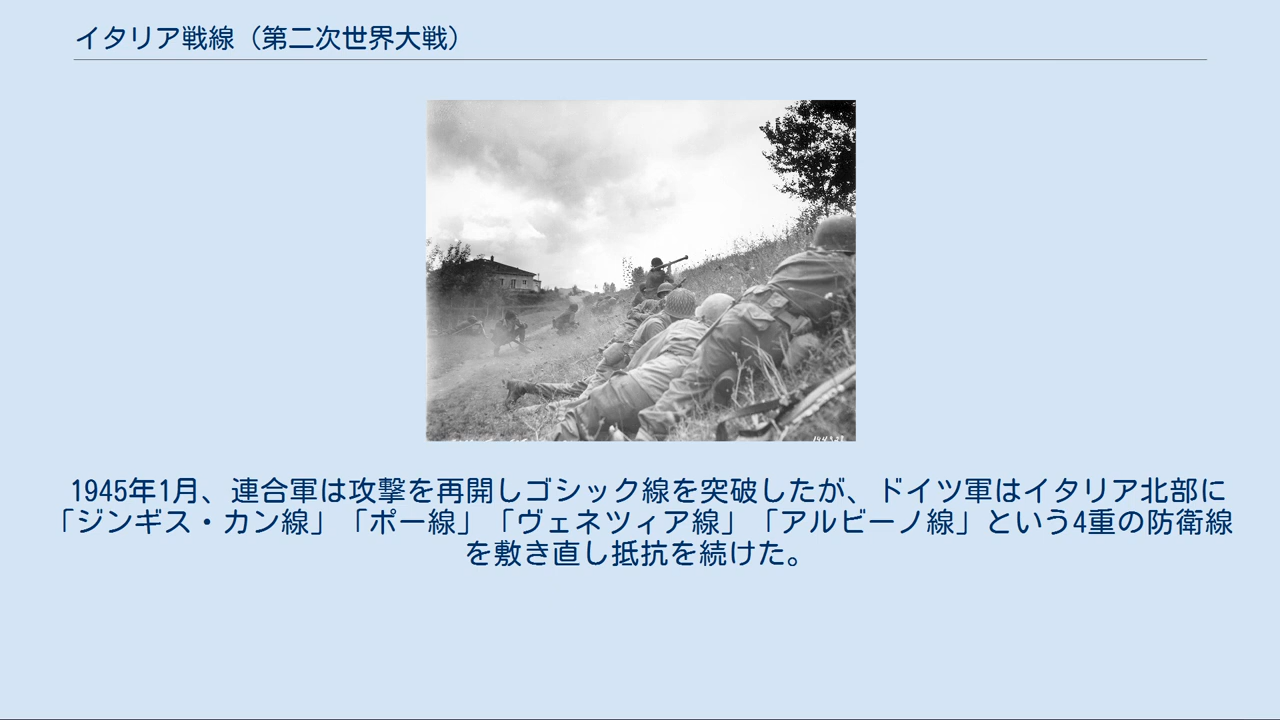 イタリア戦線（第二次世界大戦）
1945年1月、連合軍は攻撃を再開しゴシック線を突破したが、ドイツ軍はイタリア北部に
「ジンギス・カン線」「ポー線」「ヴェネツィア線」「アルビーノ線」という4重の防衛線
を敷き直し抵抗を続けた。